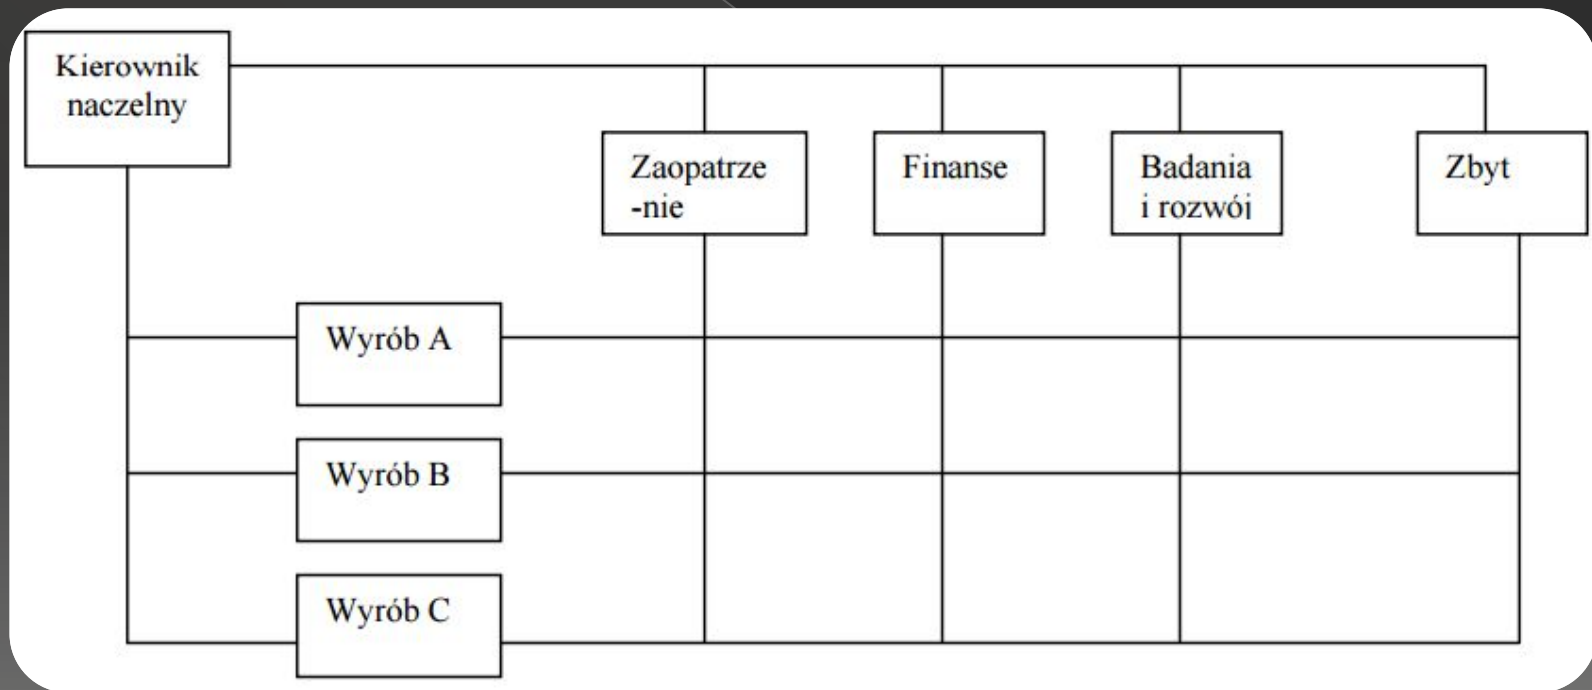 Kierownik
naczelny
Zaopatrze
-nie
Finanse
Badania
i rozwój
Zbyt
Wyrób A
Wyrób B
Wyrób C